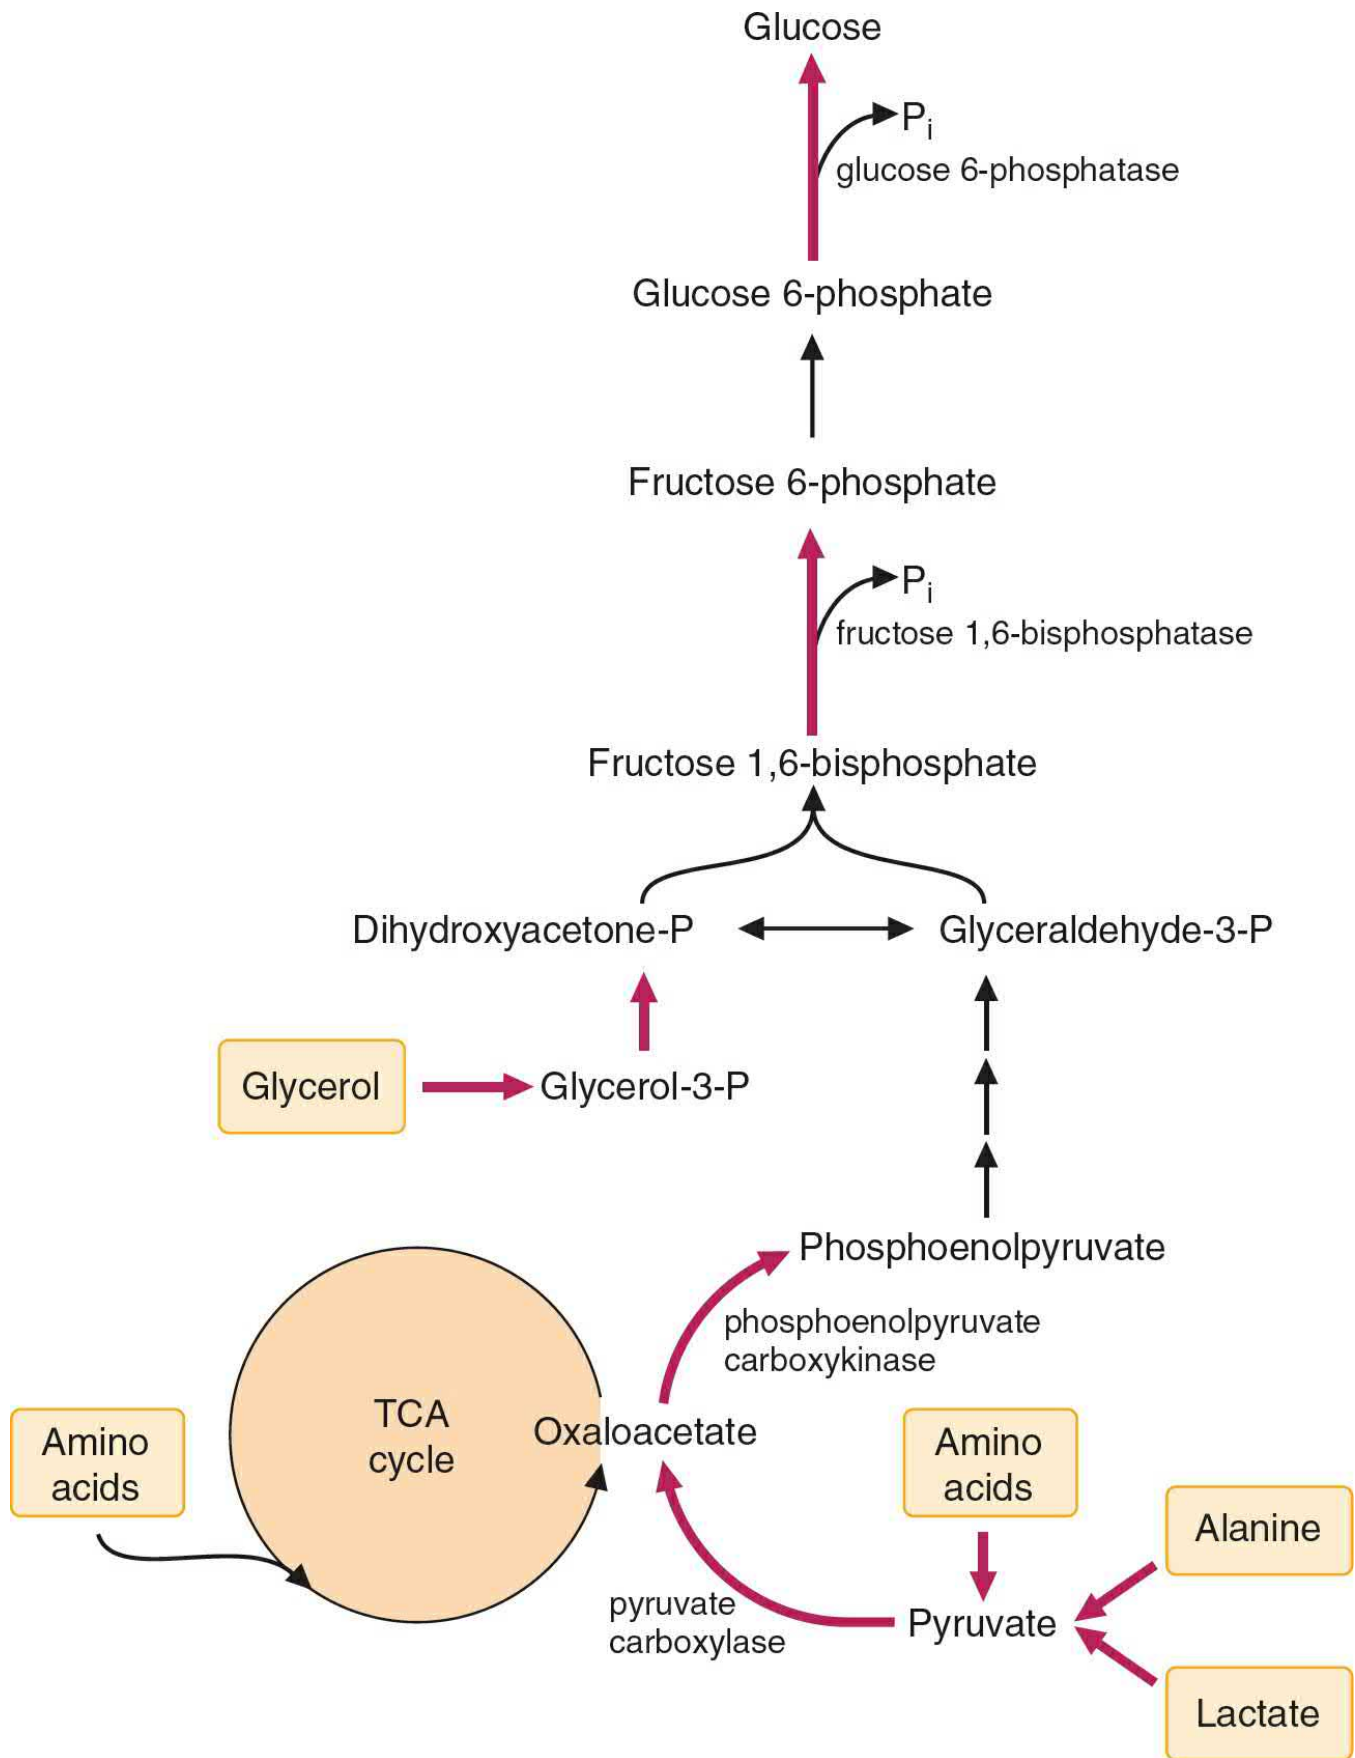 Glucose
Pi
glucose 6-phosphatase
Glucose 6-phosphate
Fructose 6-phosphate
Pi
fructose 1,6-bisphosphatase
Fructose 1,6-bisphosphate
Dihydroxyacetone-P
Glyceraldehyde-3-P
Glycerol
Glycerol-3-P
Phosphoenolpyruvate
phosphoenolpyruvate
carboxykinase
TCA
cycle
Oxaloacetate
Amino
acids
Amino
acids
Alanine
pyruvate
carboxylase
Pyruvate
Lactate